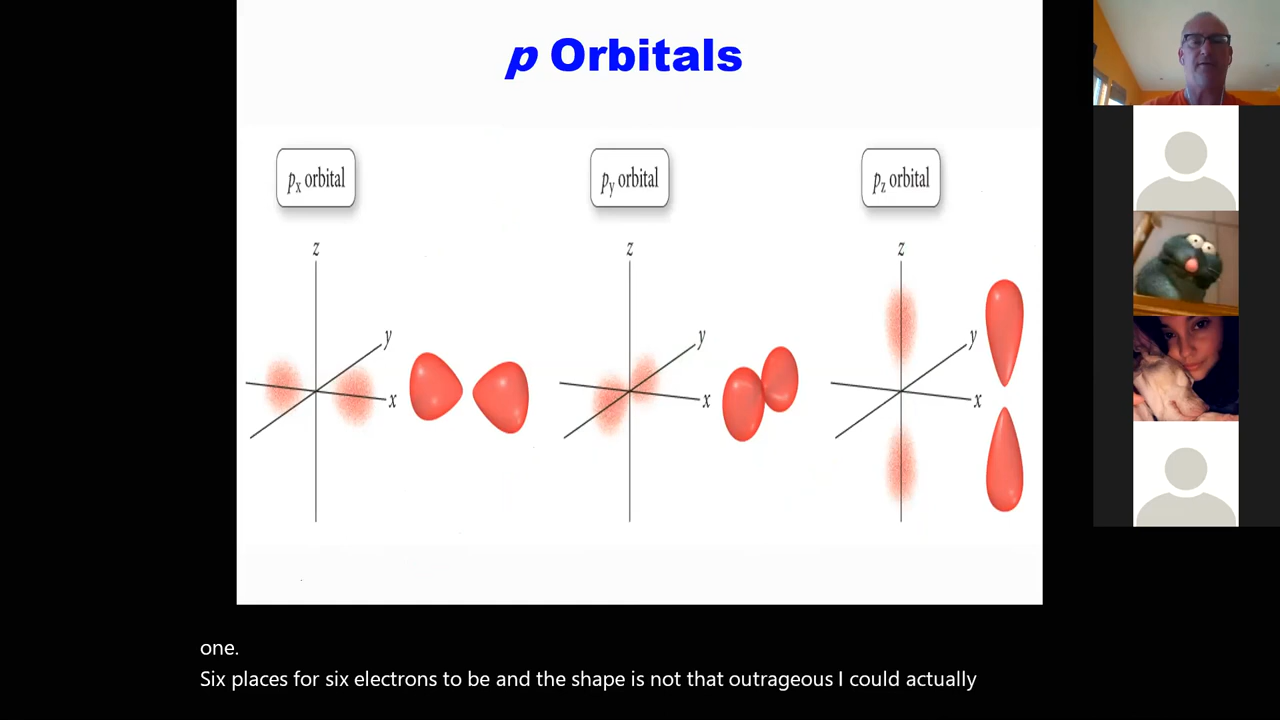 p Orbitals
px orbital
py orbital
pz orbital
z
y
x
z
y
x
z
y
x
one.
Six places for six electrons to be and the shape is not that outrageous I could actually